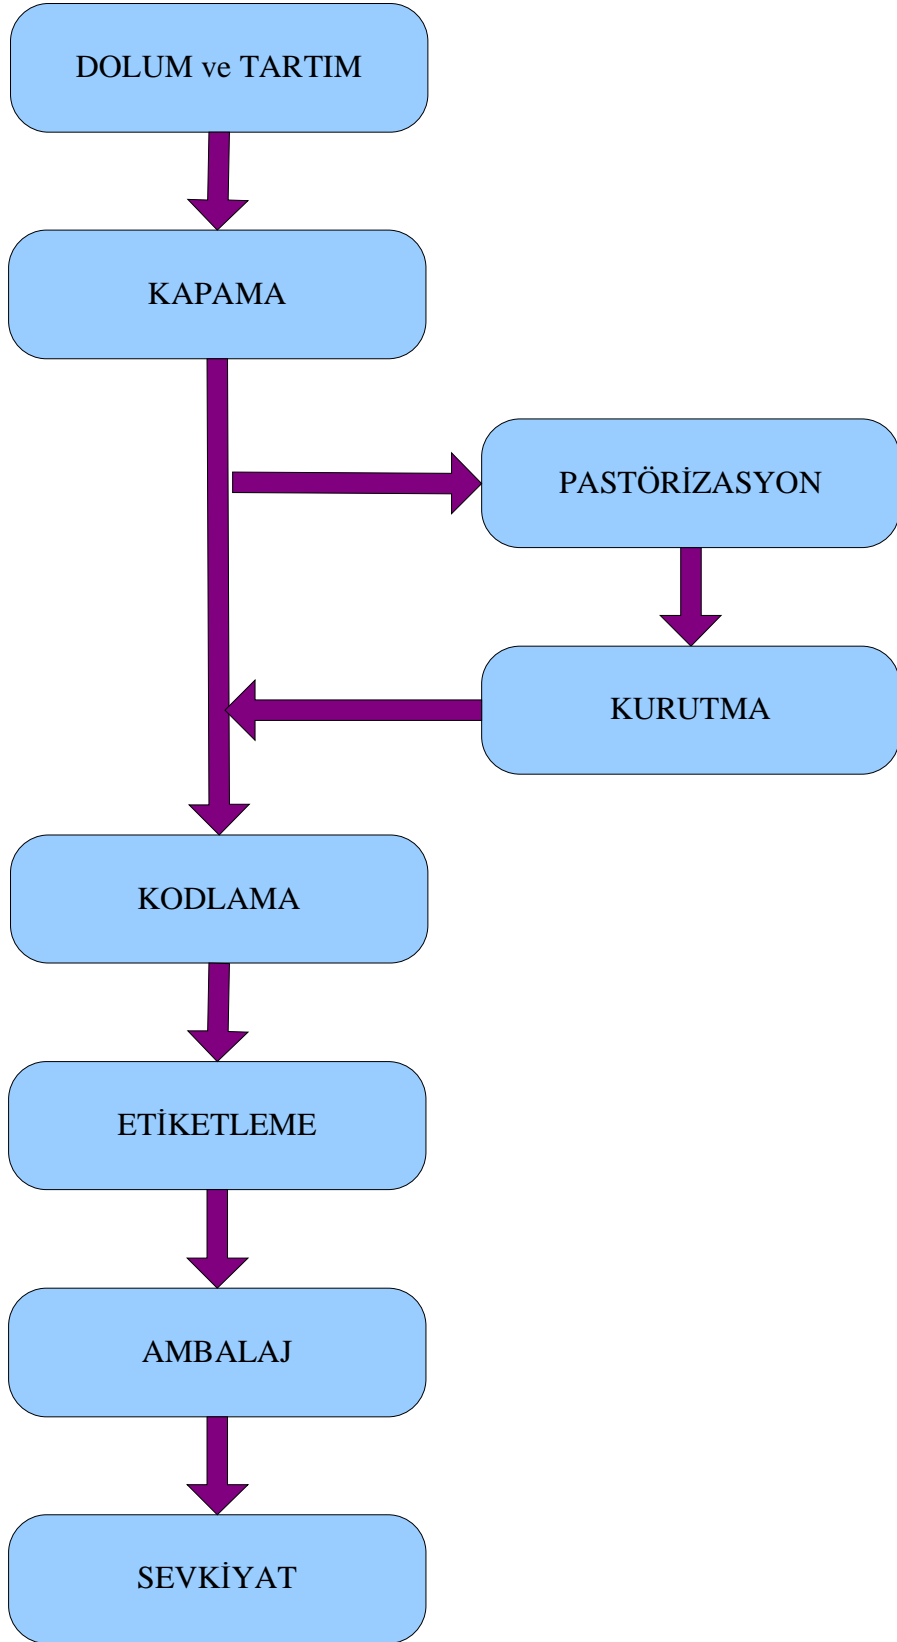 DOLUM ve TARTIM
KAPAMA
PASTÖRİZASYON
KURUTMA
KODLAMA
ETİKETLEME
AMBALAJ
SEVKİYAT